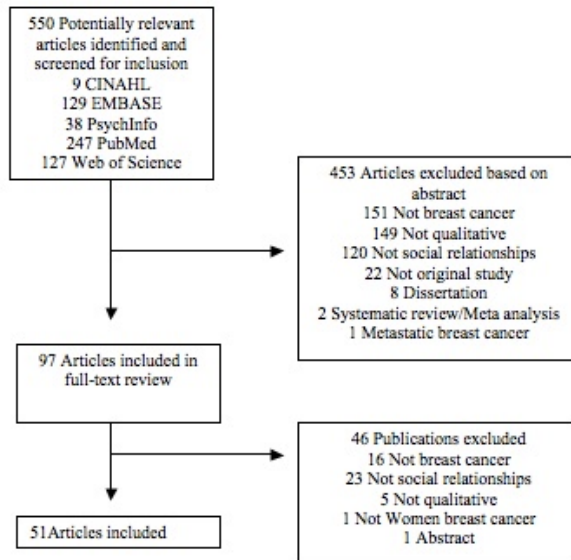 550 Potentially relevant
articles identified and
screened for inclusion
9 CINAHL
129 EMBASE
38 PsychInfo
247 PubMed
127 Web of Science
453 Articles excluded based on
abstract
151 Not breast cancer
149 Not qualitative
120 Not social relationships
22 Not original study
8 Dissertation
2 Systematic review/Meta analysis
1 Metastatic breast cancer
97 Articles included in
full-text review
46 Publications excluded
16 Not breast cancer
23 Not social relationships
5 Not qualitative
1 Not Women breast cancer
1 Abstract
51Articles included